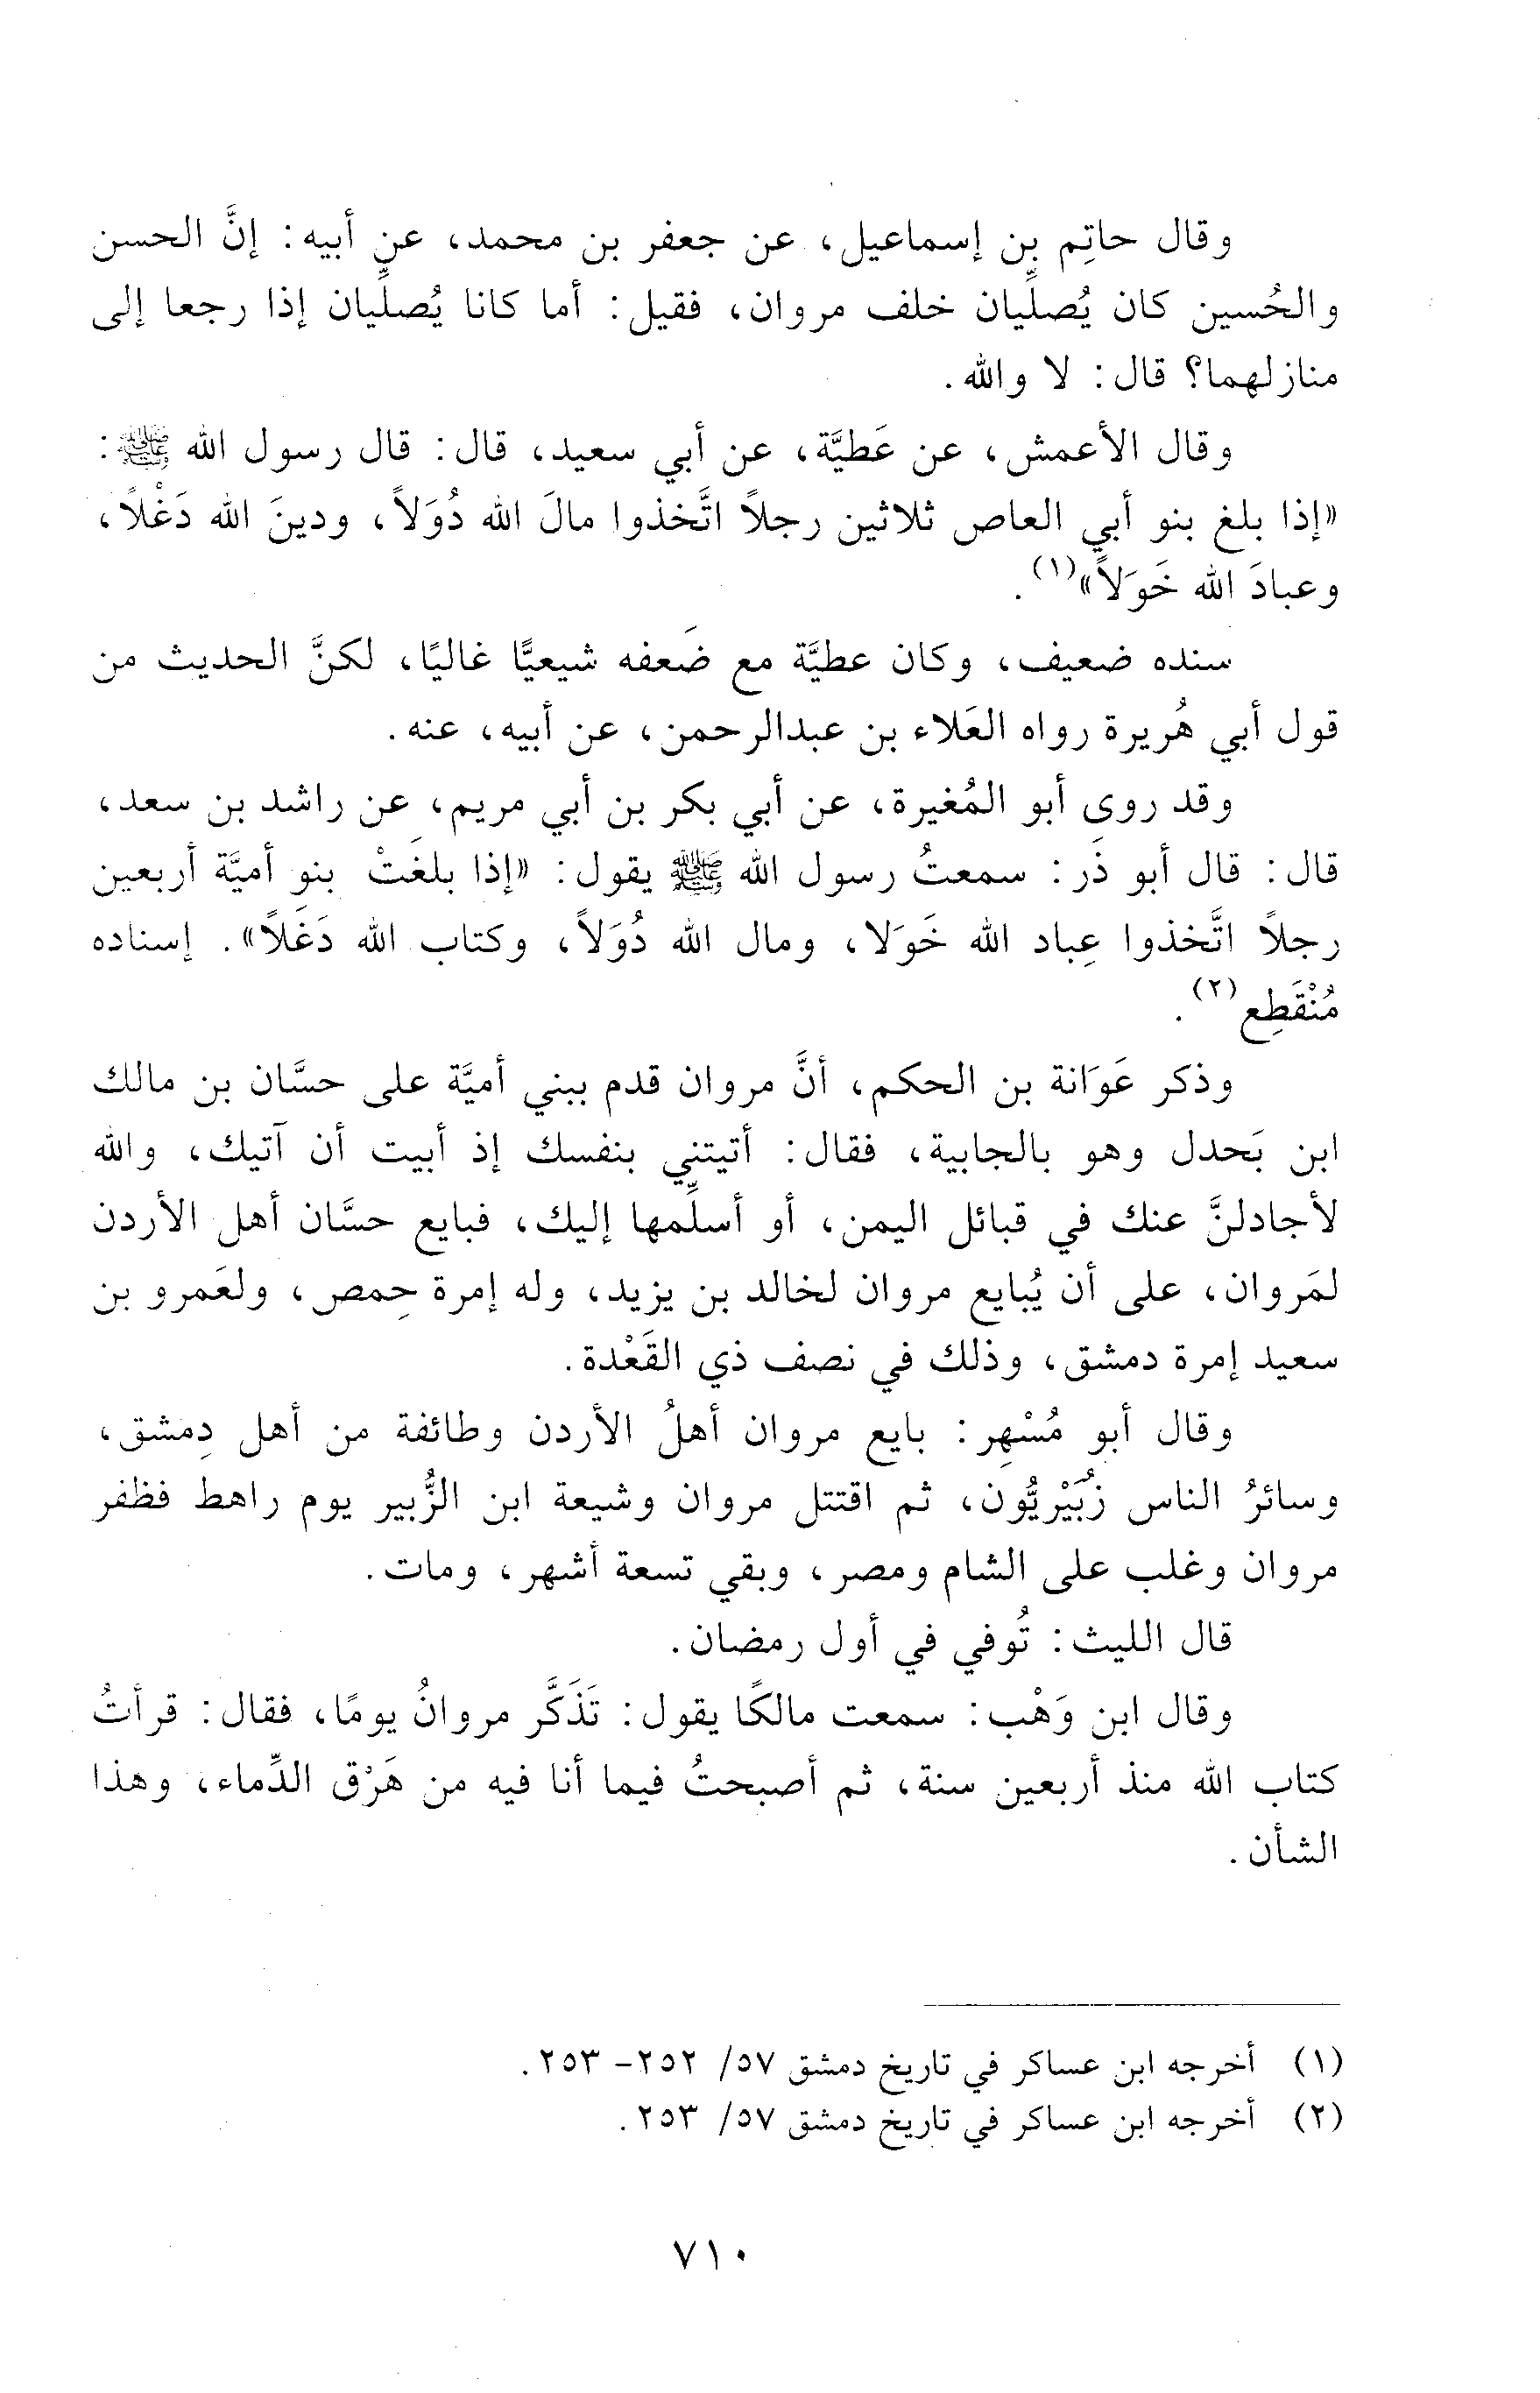 وقال حاتِم بن إسماعيل، عن جعفر بن محمد، عن أبيه: إنَّ الحسن
والحُسين كان يُصلِّيان خلف مروان، فقيل: أما كانا يُصلِّيان إذا رجعا إلى
منازلهما؟ قال: لا والله.
وقال الأعمش، عن عَطيَّة، عن أبي سعيد، قال: قال رسول الله ﷺ:
«إذا بلغ بنو أبي العاص ثلاثين رجلاً اتَّخذوا مالَ الله دُوَلاً، ودينَ الله دَغْلاً،
وعبادَ الله خَوَلاً»(١).
سنده ضعيف، وكان عطيَّة مع ضَعفه شيعيًّا غاليًا، لكنَّ الحديث من
قول أبي هُريرة رواه العَلاء بن عبدالرحمن، عن أبيه، عنه.
وقد روى أبو المُغيرة، عن أبي بكر بن أبي مريم، عن راشد بن سعد،
قال: قال أبو ذَر: سمعتُ رسول الله ﷺ يقول: «إذا بلغَتْ بنو أميَّة أربعين
رجلاً اتَّخذوا عِباد الله خَوَلا، ومال الله دُوَلاً، وكتاب الله دَغَلاً». إسناده
مُنْقَطِع(٢).
وذكر عَوَانة بن الحكم، أنَّ مروان قدم ببني أميَّة على حسَّان بن مالك
ابن بَحدل وهو بالجابية، فقال: أتيتني بنفسك إذ أبيت أن آتيك، والله
لأجادلنَّ عنك في قبائل اليمن، أو أسلِّمها إليك، فبايع حسَّان أهل الأردن
لمَروان، على أن يُبايع مروان لخالد بن يزيد، وله إمرة حِمص، ولعَمرو بن
سعيد إمرة دمشق، وذلك في نصف ذي القَعْدة.
وقال أبو مُسْهِر: بايع مروان أهلُ الأردن وطائفة من أهل دِمشق،
وسائرُ الناس زُبَيْريُّون، ثم اقتتل مروان وشيعة ابن الزُّبير يوم راهط فظفر
مروان وغلب على الشام ومصر، وبقي تسعة أشهر، ومات.
قال الليث: تُوفي في أول رمضان.
وقال ابن وَهْب: سمعت مالكًا يقول: تَذَكَّر مروانُ يومًا، فقال: قرأتُ
كتاب الله منذ أربعين سنة، ثم أصبحتُ فيما أنا فيه من هَرْق الدِّماء، وهذا
الشأن.
(١) أخرجه ابن عساكر في تاريخ دمشق ٥٧/ ٢٥٢- ٢٥٣.
(٢) أخرجه ابن عساكر في تاريخ دمشق ٥٧/ ٢٥٣.
٧١٠